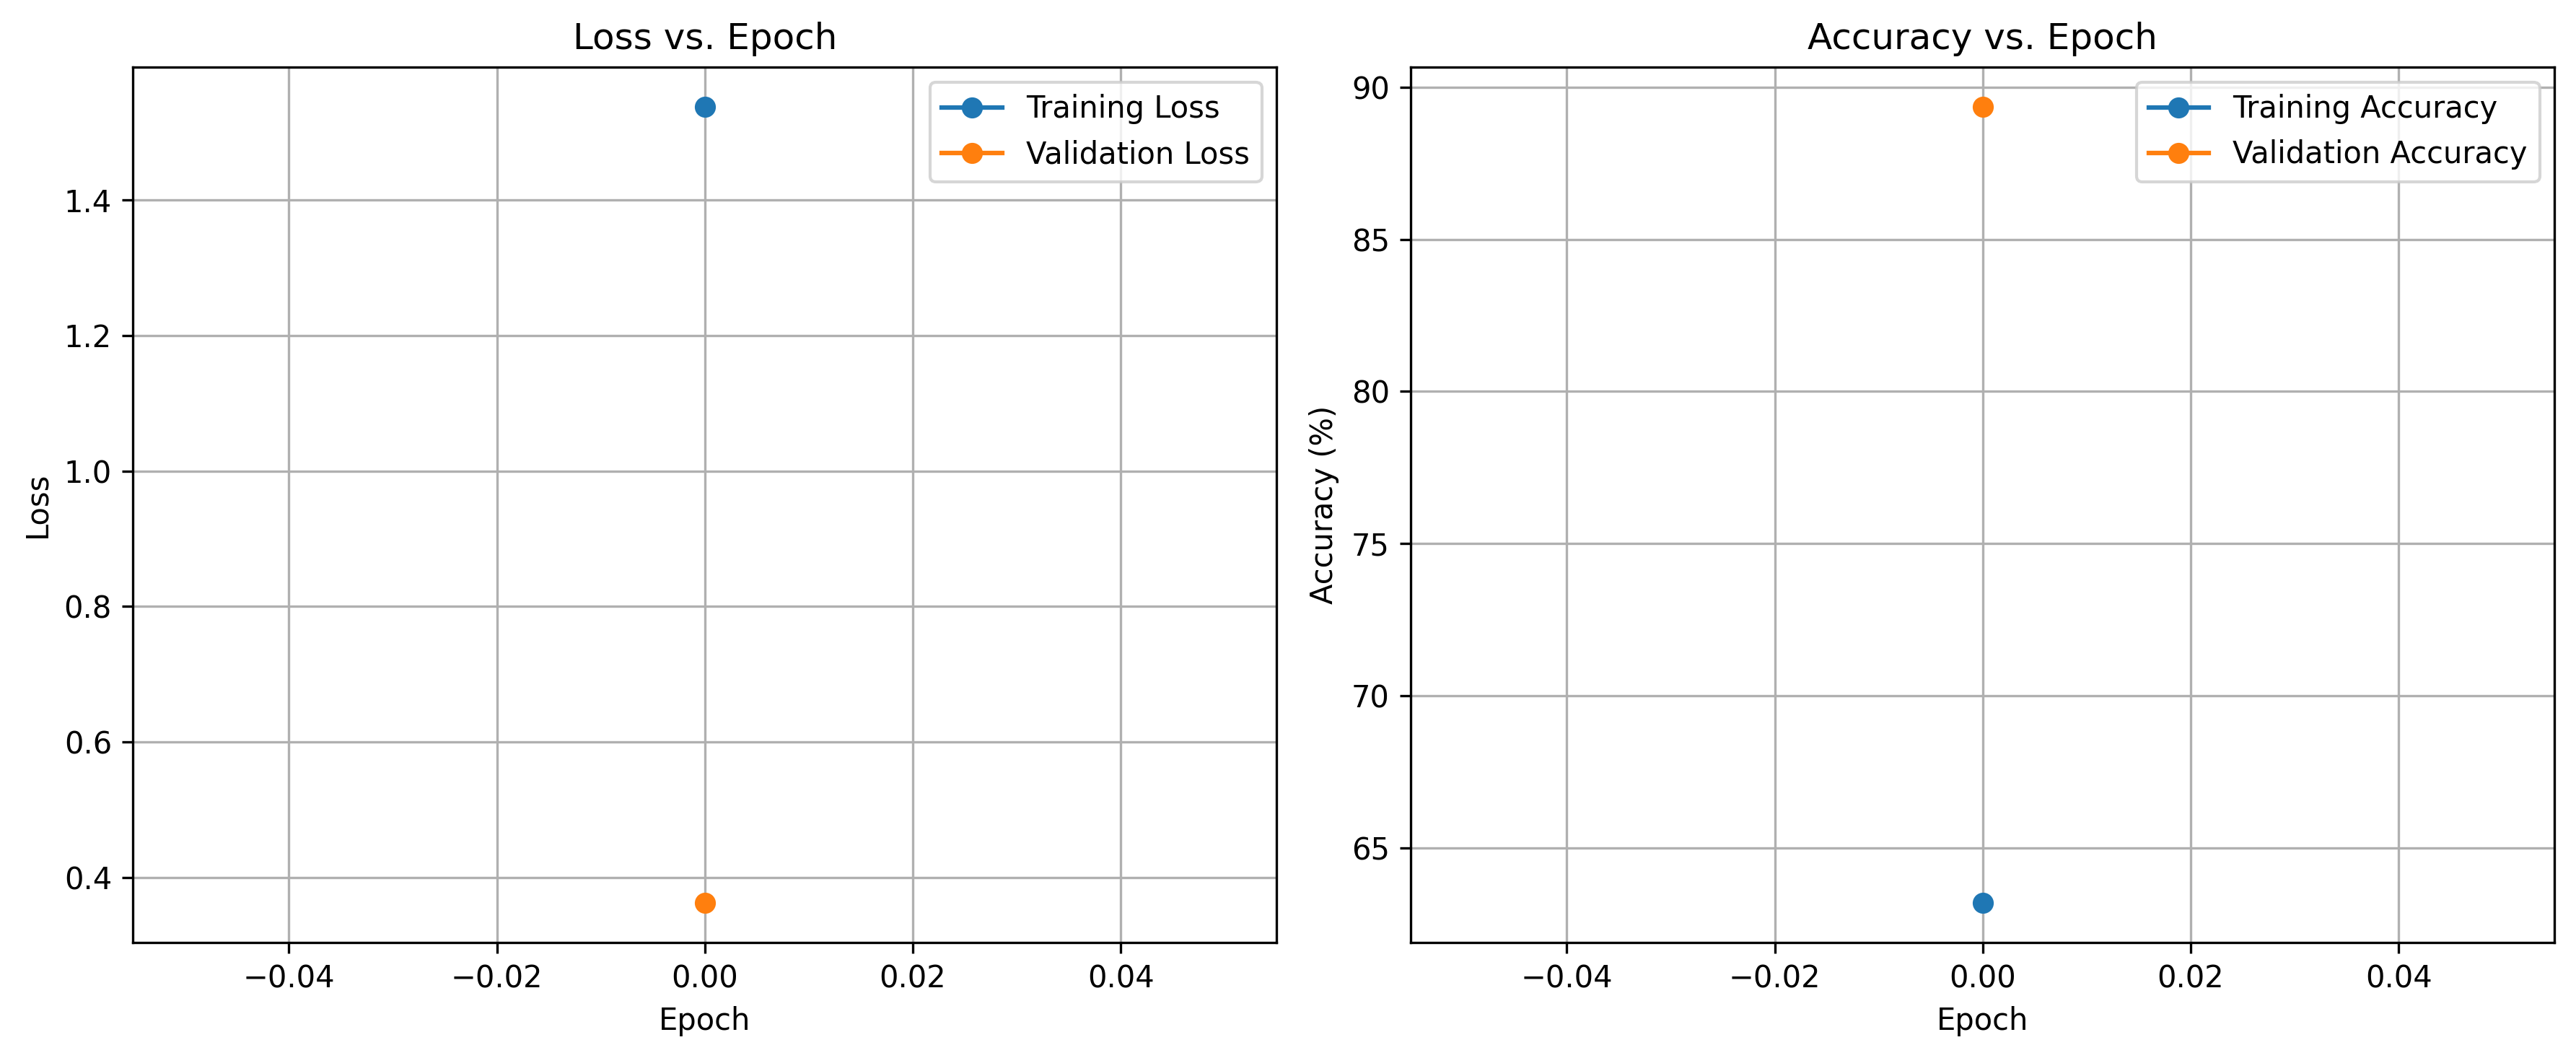 Loss vs. Epoch
Training Loss
Validation Loss
1.4
1.2
1.0
0.8
0.6
0.4
Loss
−0.04 −0.02 0.00 0.02 0.04
Epoch
Accuracy vs. Epoch
Training Accuracy
Validation Accuracy
90
85
80
75
70
65
Accuracy (%)
−0.04 −0.02 0.00 0.02 0.04
Epoch